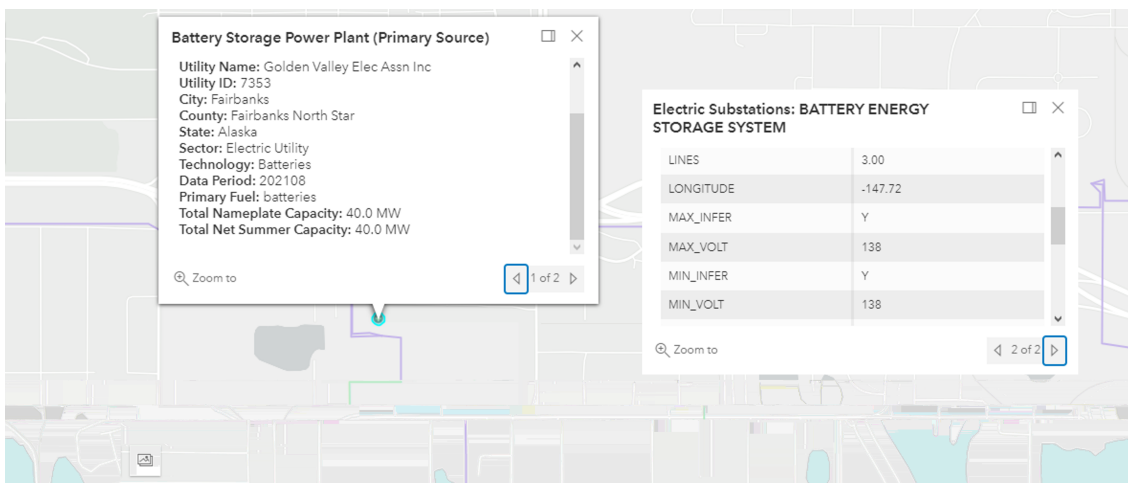 Battery Storage Power Plant (Primary Source)
Utility Name: Golden Valley Elec Assn Inc
Utility ID: 7353
City: Fairbanks
County: Fairbanks North Star
State: Alaska
Sector: Electric Utility
Technology: Batteries
Data Period: 202108
Primary Fuel: batteries
Total Nameplate Capacity: 40.0 MW
Total Net Summer Capacity: 40.0 MW
Zoom to
1 of 2
Electric Substations: BATTERY ENERGY
STORAGE SYSTEM
LINES 3.00
LONGITUDE -147.72
MAX_INFER Y
MAX_VOLT 138
MIN_INFER Y
MIN_VOLT 138
Zoom to
2 of 2